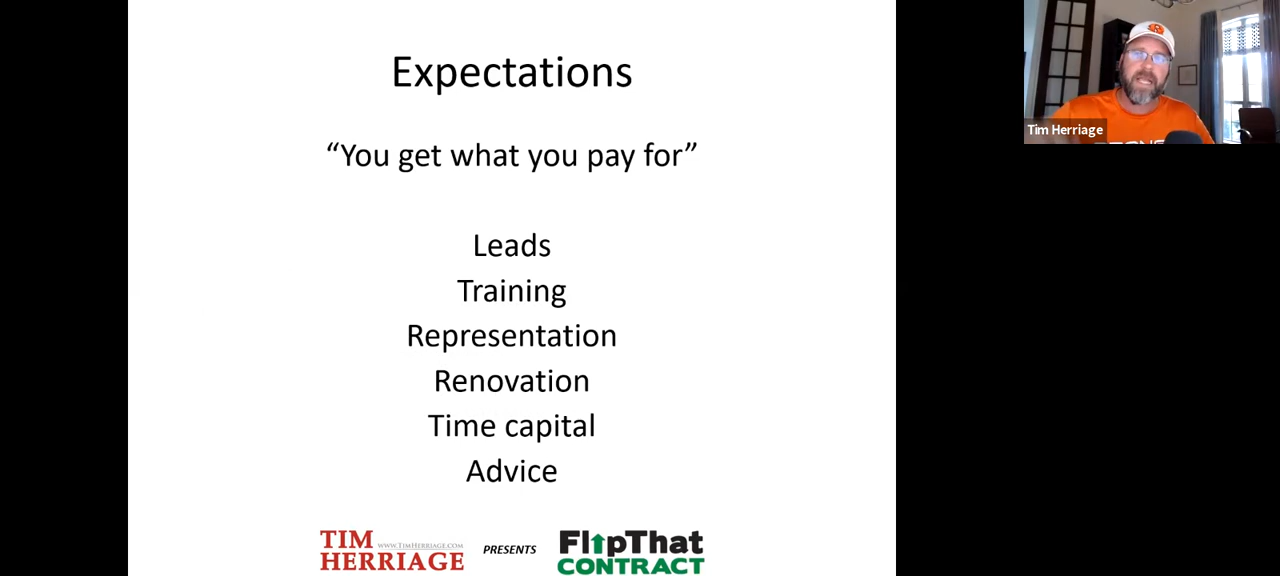 Expectations
“You get what you pay for”
Leads
Training
Representation
Renovation
Time capital
Advice
TIM
WWW.TIMHERRIAGE.COM
HERRIAGE
PRESENTS
FlipThat
CONTRACT
Tim Herriage